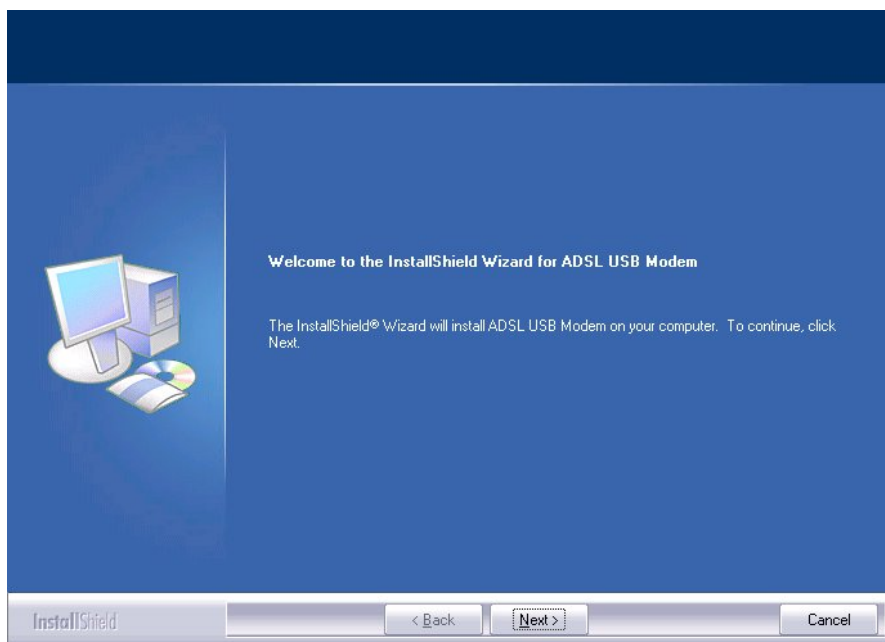 Welcome to the InstallShield Wizard for ADSL USB Modem
The InstallShield® Wizard will install ADSL USB Modem on your computer.  To continue, click
Next.
InstallShield
< Back
Next >
Cancel